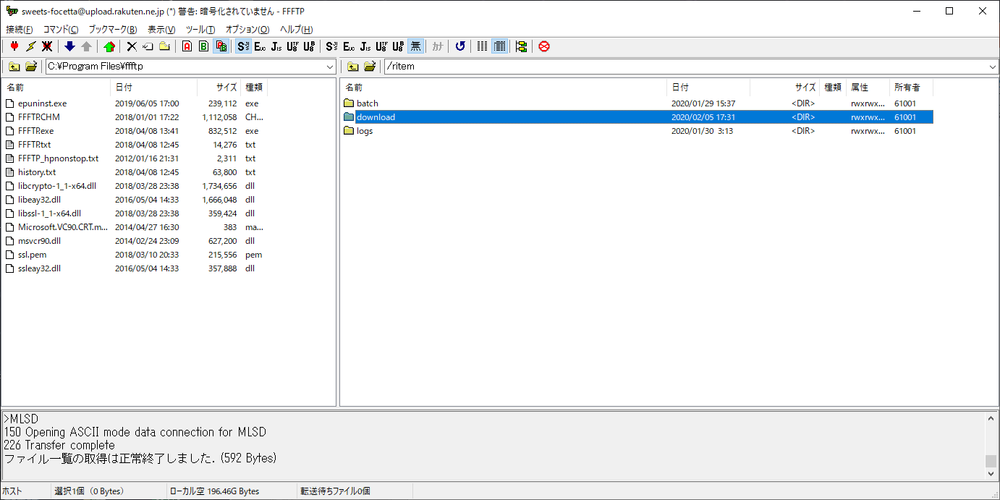 sweets-focetta@upload.rakuten.ne.jp (*) 警告: 暗号化されていません - FFFTP
接続(F) コマンド(C) ブックマーク(B) 表示(V) ツール(T) オプション(O) ヘルプ(H)
A B S EUC JIS UTF8 U8B S EUC JIS UTF8 U8B 無 ｶﾅ
C:¥Program Files¥ffftp
名前 日付 サイズ 種類
epuninst.exe 2019/06/05 17:00 239,112 exe
FFFTP.CHM 2018/01/01 17:22 1,112,058 CH...
FFFTP.exe 2018/04/08 13:41 832,512 exe
FFFTP.txt 2018/04/08 12:45 14,276 txt
FFFTP_hpnonstop.txt 2012/01/16 21:31 2,311 txt
history.txt 2018/04/08 12:45 63,800 txt
libcrypto-1_1-x64.dll 2018/03/28 23:38 1,734,656 dll
libeay32.dll 2016/05/04 14:33 1,666,048 dll
libssl-1_1-x64.dll 2018/03/28 23:38 359,424 dll
Microsoft.VC90.CRT.m... 2014/04/27 16:30 383 ma...
msvcr90.dll 2014/02/24 23:09 627,200 dll
ssl.pem 2018/03/10 20:33 215,556 pem
ssleay32.dll 2016/05/04 14:33 357,888 dll
/ritem
名前 日付 サイズ 種類 属性 所有者
batch 2020/01/29 15:37 <DIR> rwxrwx... 61001
download 2020/02/05 17:31 <DIR> rwxrwx... 61001
logs 2020/01/30 3:13 <DIR> rwxrwx... 61001
>MLSD
150 Opening ASCII mode data connection for MLSD
226 Transfer complete
ファイル一覧の取得は正常終了しました. (592 Bytes)
ホスト 選択1個 (0 Bytes) ローカル空 196.46G Bytes 転送待ちファイル0個